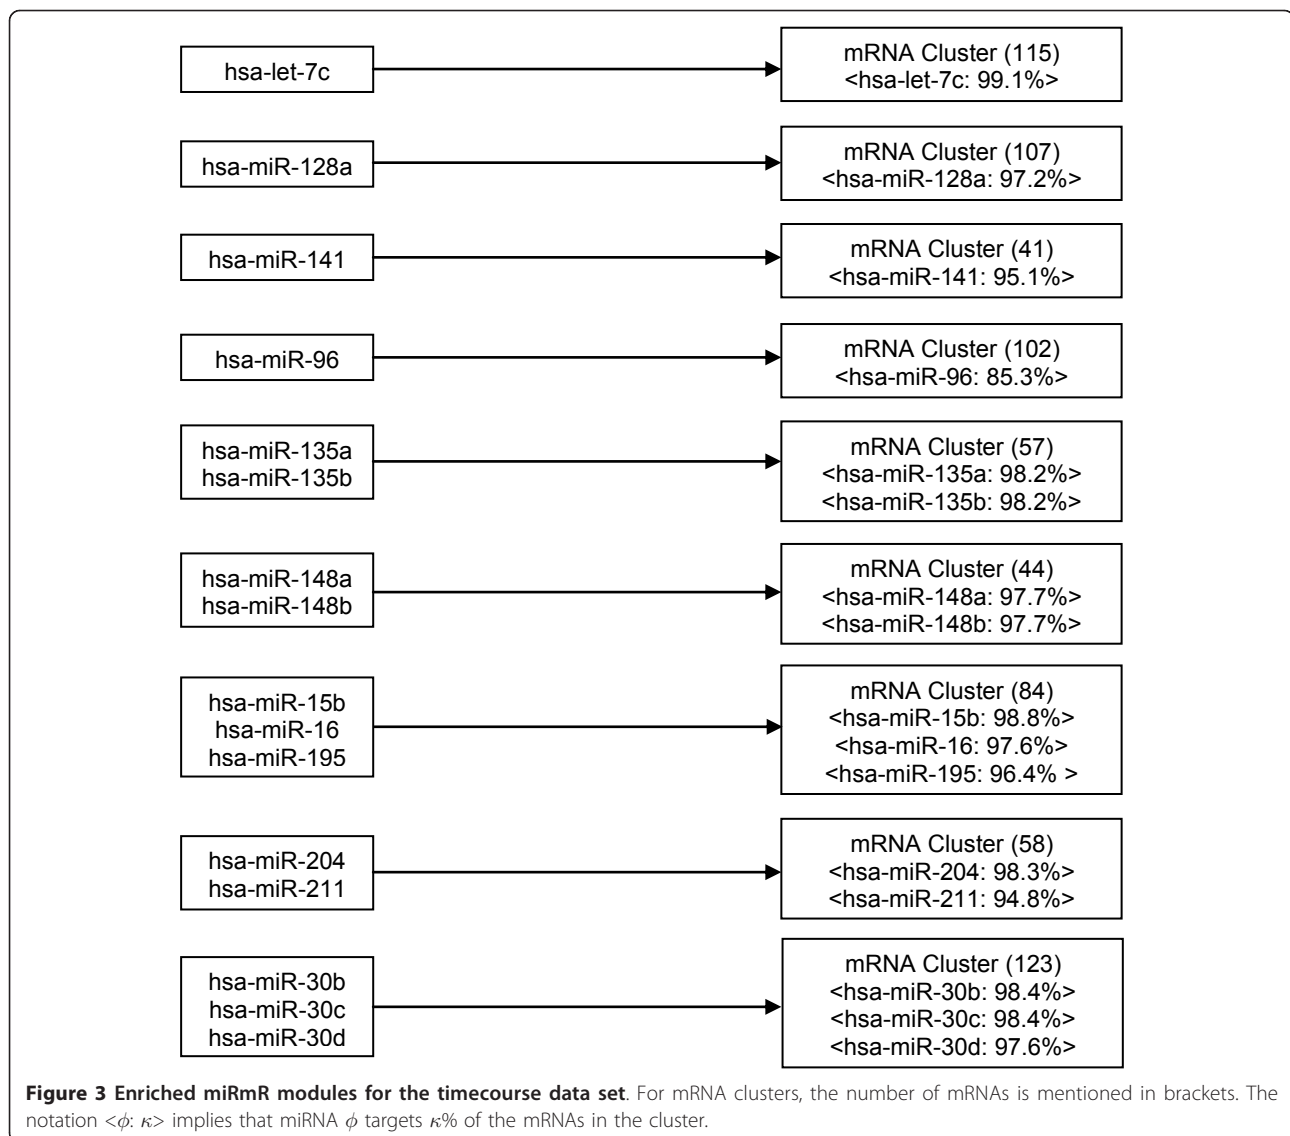 hsa-let-7c
mRNA Cluster (115)
<hsa-let-7c: 99.1%>
hsa-miR-128a
mRNA Cluster (107)
<hsa-miR-128a: 97.2%>
hsa-miR-141
mRNA Cluster (41)
<hsa-miR-141: 95.1%>
hsa-miR-96
mRNA Cluster (102)
<hsa-miR-96: 85.3%>
hsa-miR-135a
hsa-miR-135b
mRNA Cluster (57)
<hsa-miR-135a: 98.2%>
<hsa-miR-135b: 98.2%>
hsa-miR-148a
hsa-miR-148b
mRNA Cluster (44)
<hsa-miR-148a: 97.7%>
<hsa-miR-148b: 97.7%>
hsa-miR-15b
hsa-miR-16
hsa-miR-195
mRNA Cluster (84)
<hsa-miR-15b: 98.8%>
<hsa-miR-16: 97.6%>
<hsa-miR-195: 96.4% >
hsa-miR-204
hsa-miR-211
mRNA Cluster (58)
<hsa-miR-204: 98.3%>
<hsa-miR-211: 94.8%>
hsa-miR-30b
hsa-miR-30c
hsa-miR-30d
mRNA Cluster (123)
<hsa-miR-30b: 98.4%>
<hsa-miR-30c: 98.4%>
<hsa-miR-30d: 97.6%>
Figure 3 Enriched miRmR modules for the timecourse data set. For mRNA clusters, the number of mRNAs is mentioned in brackets. The
notation <ϕ: κ> implies that miRNA ϕ targets κ% of the mRNAs in the cluster.